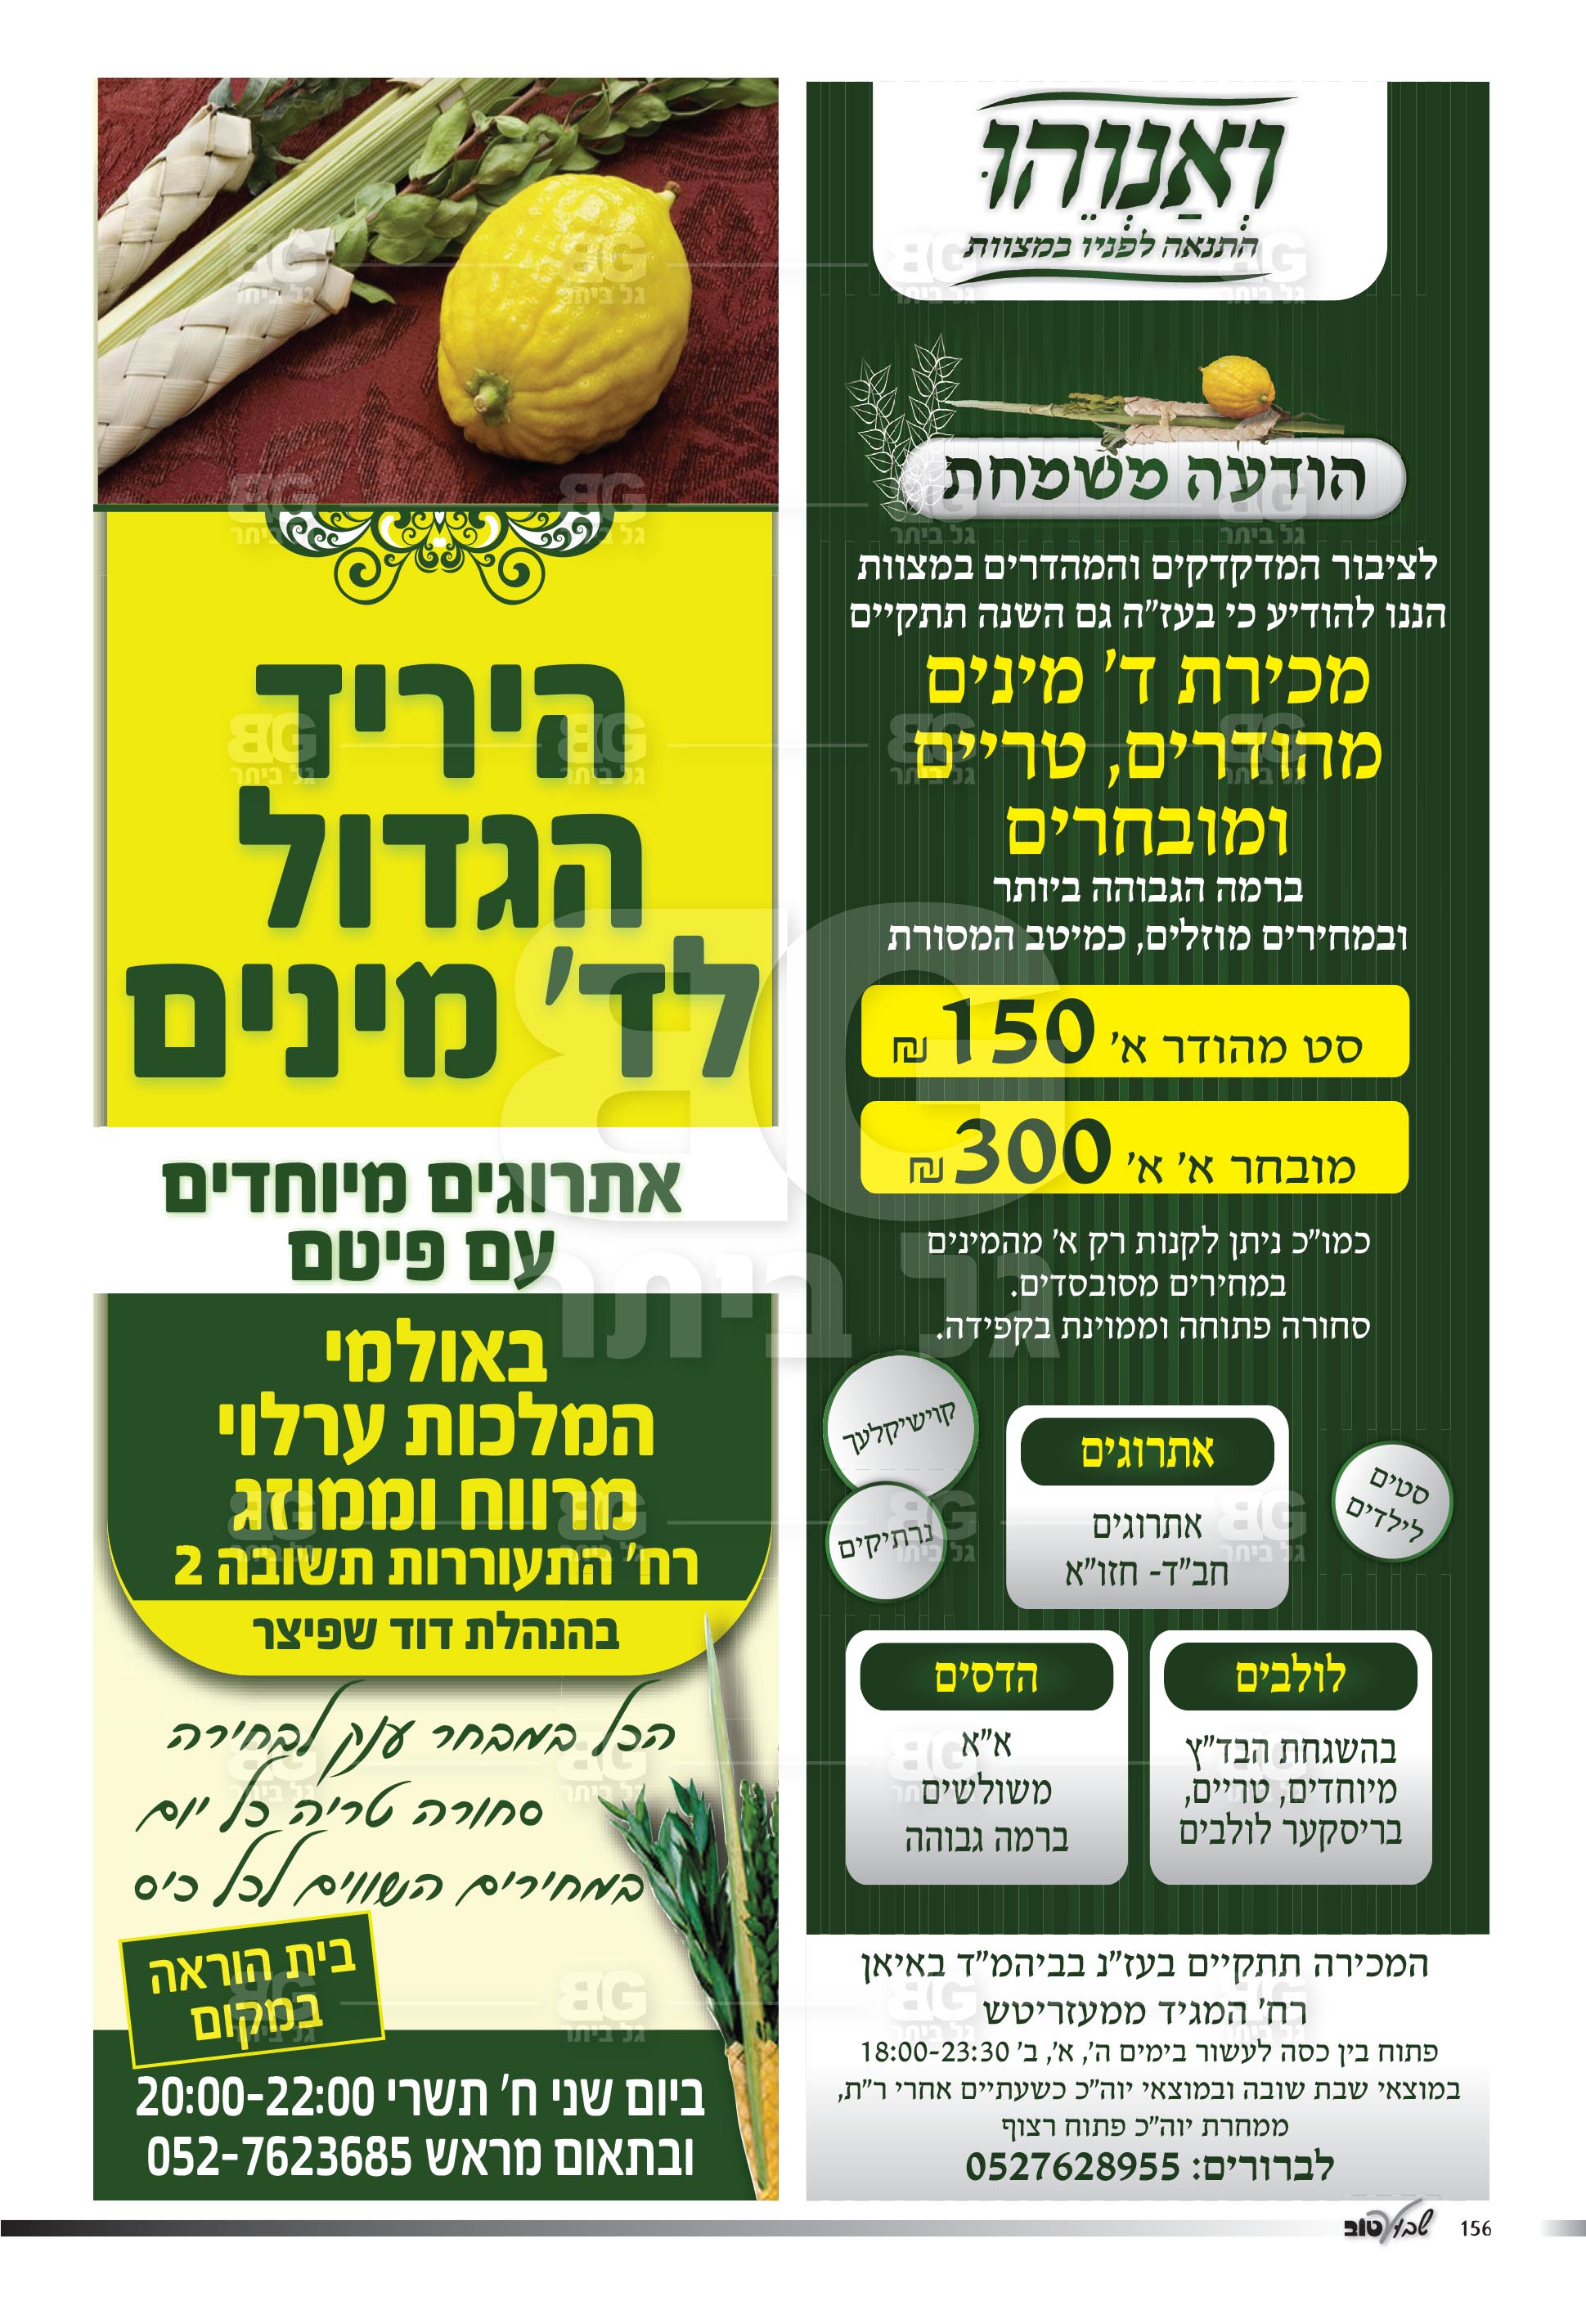 וְאַנְוֵהוּ
התנאה לפניו במצוות
הודעה משמחת
לציבור המדקדקים והמהדרים במצוות
הננו להודיע כי בעז"ה גם השנה תתקיים
מכירת ד' מינים
מהודרים, טריים
ומובחרים
ברמה הגבוהה ביותר
ובמחירים מוזלים, כמיטב המסורת
סט מהודר א' 150 ₪
מובחר א' א' 300 ₪
כמו"כ ניתן לקנות רק א' מהמינים
במחירים מסובסדים.
סחורה פתוחה וממוינת בקפידה.
סטים
לילדים
אתרוגים
אתרוגים
חב"ד- חזו"א
קוישיקלעך
נרתיקים
לולבים
בהשגחת הבד"ץ
מיוחדים, טריים,
בריסקער לולבים
הדסים
א"א
משולשים
ברמה גבוהה
המכירה תתקיים בעז"נ בביהמ"ד באיאן
רח' המגיד ממעזריטש
פתוח בין כסה לעשור בימים ה', א', ב' 18:00-23:30
במוצאי שבת שובה ובמוצאי יוה"כ כשעתיים אחרי ר"ת,
ממחרת יוה"כ פתוח רצוף
לברורים: 0527628955
היריד
הגדול
לד' מינים
אתרוגים מיוחדים
עם פיטם
באולמי
המלכות ערלוי
מרווח וממוזג
רח' התעוררות תשובה 2
בהנהלת דוד שפיצר
הכל במבחר ענק לבחירה
סחורה טריה כל יום
במחירים השווים לכל כיס
בית הוראה
במקום
ביום שני ח' תשרי 20:00-22:00
ובתאום מראש 052-7623685
BG
גל ביתר
156 שבוע טוב